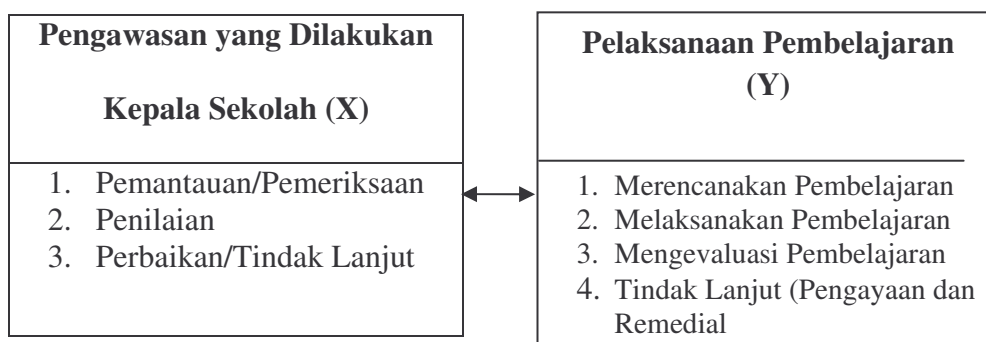 Pengawasan yang Dilakukan
Kepala Sekolah (X)
1. Pemantauan/Pemeriksaan
2. Penilaian
3. Perbaikan/Tindak Lanjut
Pelaksanaan Pembelajaran
(Y)
1. Merencanakan Pembelajaran
2. Melaksanakan Pembelajaran
3. Mengevaluasi Pembelajaran
4. Tindak Lanjut (Pengayaan dan
Remedial